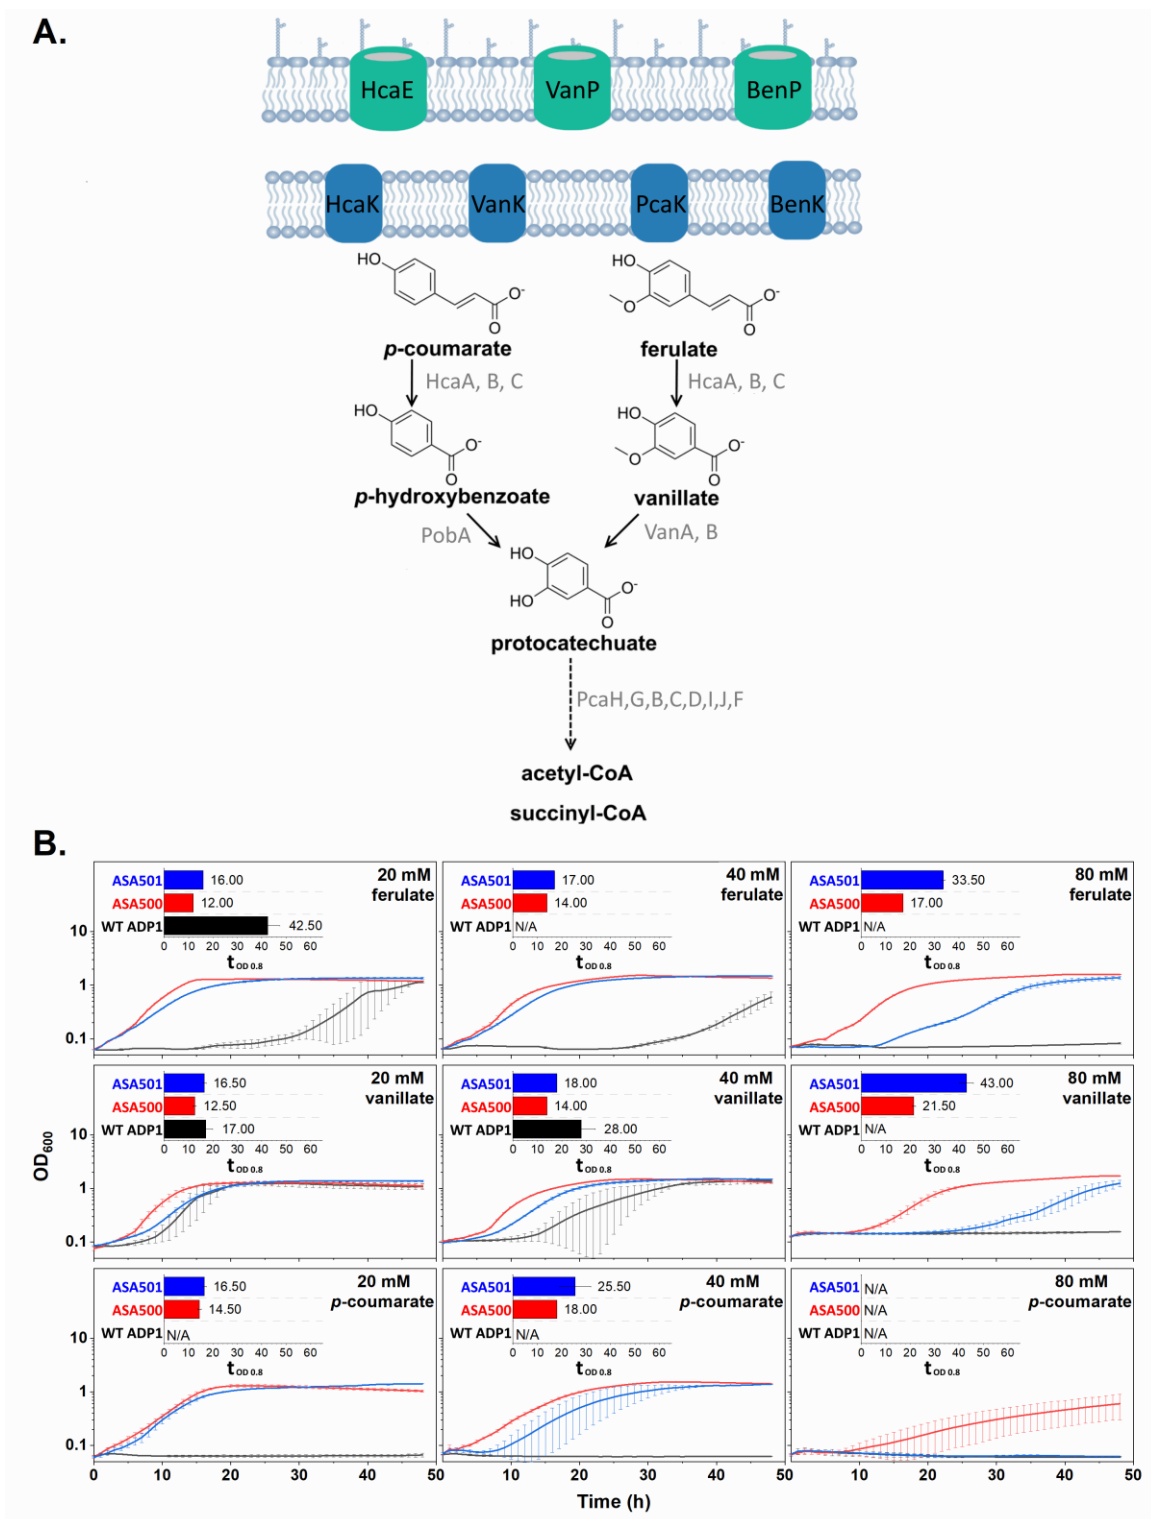 A.
HcaE VanP BenP
HcaK VanK PcaK BenK
HO O O⁻
HO O O O⁻
p-coumarate ferulate
HcaA, B, C HcaA, B, C
HO O O⁻
HO O O O⁻
p-hydroxybenzoate vanillate
PobA VanA, B
HO HO O O⁻
protocatechuate
PcaH,G,B,C,D,I,J,F
acetyl-CoA
succinyl-CoA
B.
OD600
20 mM
ferulate
ASA501 16.00
ASA500 12.00
WT ADP1 42.50
0 10 20 30 40 50 60
t OD 0.8
10
1
0.1
40 mM
ferulate
ASA501 17.00
ASA500 14.00
WT ADP1 N/A
0 10 20 30 40 50 60
t OD 0.8
80 mM
ferulate
ASA501 33.50
ASA500 17.00
WT ADP1 N/A
0 10 20 30 40 50 60
t OD 0.8
20 mM
vanillate
ASA501 16.50
ASA500 12.50
WT ADP1 17.00
0 10 20 30 40 50 60
t OD 0.8
10
1
0.1
40 mM
vanillate
ASA501 18.00
ASA500 14.00
WT ADP1 28.00
0 10 20 30 40 50 60
t OD 0.8
80 mM
vanillate
ASA501 43.00
ASA500 21.50
WT ADP1 N/A
0 10 20 30 40 50 60
t OD 0.8
20 mM
p-coumarate
ASA501 16.50
ASA500 14.50
WT ADP1 N/A
0 10 20 30 40 50 60
t OD 0.8
10
1
0.1
40 mM
p-coumarate
ASA501 25.50
ASA500 18.00
WT ADP1 N/A
0 10 20 30 40 50 60
t OD 0.8
80 mM
p-coumarate
ASA501 N/A
ASA500 N/A
WT ADP1 N/A
0 10 20 30 40 50 60
t OD 0.8
0 10 20 30 40 50 10 20 30 40 50 10 20 30 40 50
Time (h)